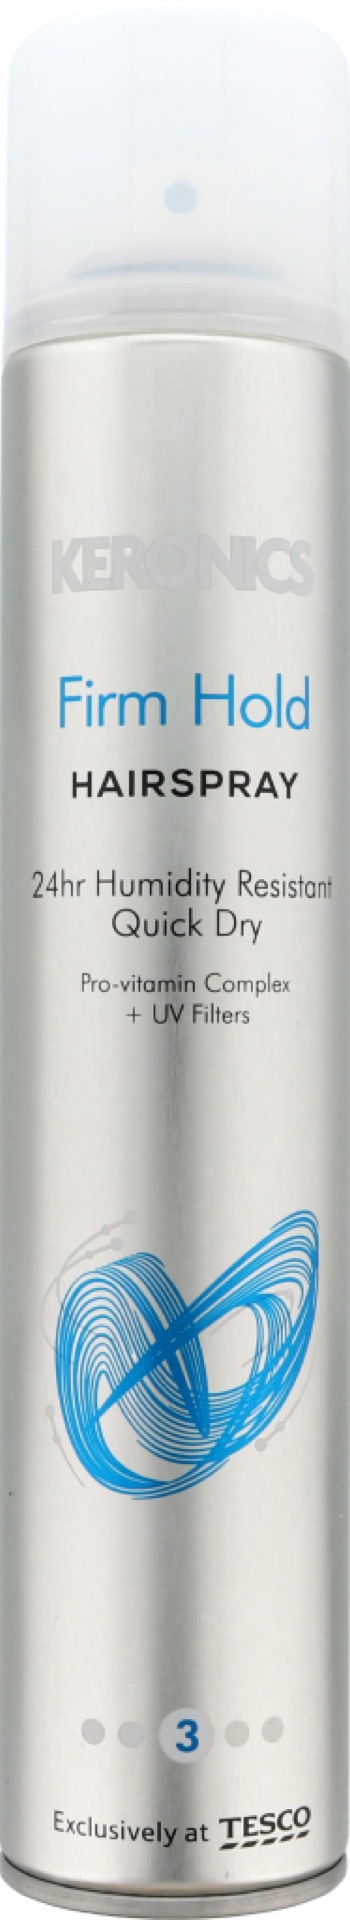 KERONICS
Firm Hold
HAIRSPRAY
24hr Humidity Resistant
Quick Dry
Pro-vitamin Complex
+ UV Filters
3
Exclusively at TESCO